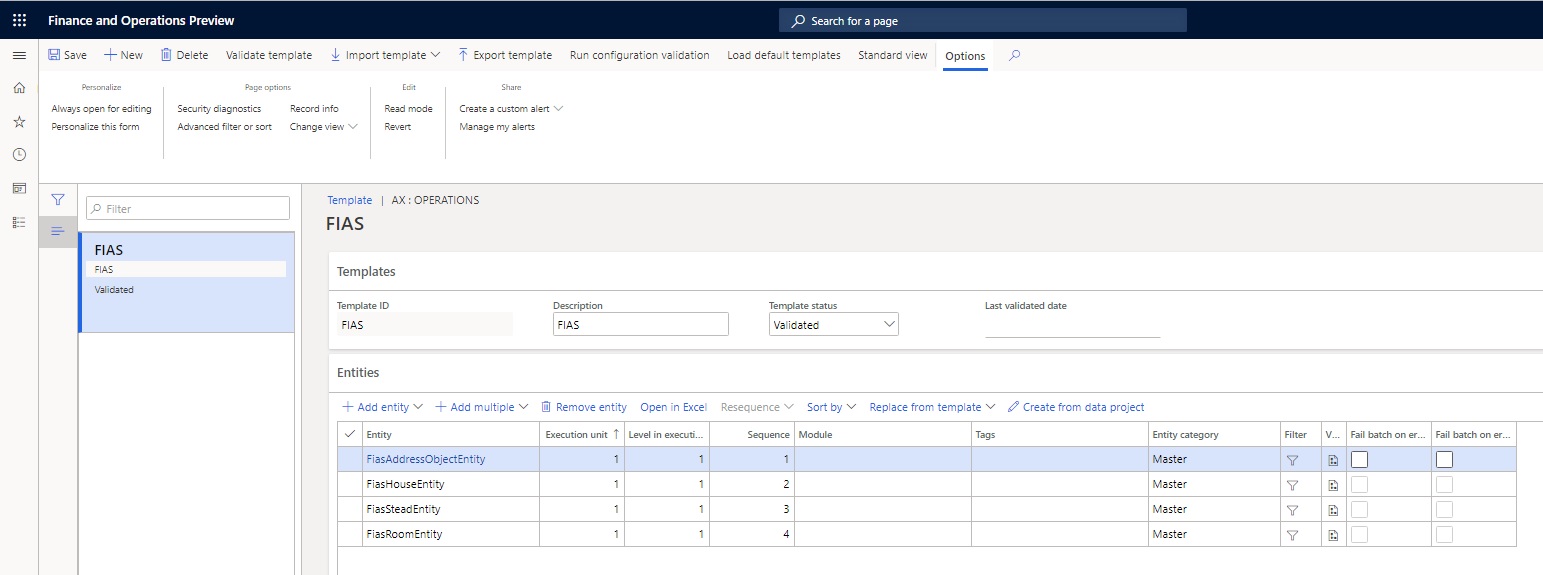 Finance and Operations Preview
Search for a page
Save New Delete Validate template Import template Export template Run configuration validation Load default templates Standard view Options
Personalize Page options Edit Share
Always open for editing Security diagnostics Record info Read mode Create a custom alert
Personalize this form Advanced filter or sort Change view Revert Manage my alerts
Filter
FIAS
FIAS
Validated
Template | AX : OPERATIONS
FIAS
Templates
Template ID Description Template status Last validated date
FIAS FIAS Validated
Entities
Add entity Add multiple Remove entity Open in Excel Resequence Sort by Replace from template Create from data project
Entity Execution unit Level in executi... Sequence Module Tags Entity category Filter V... Fail batch on er... Fail batch on er...
FiasAddressObjectEntity 1 1 1 Master
FiasHouseEntity 1 1 2 Master
FiasSteadEntity 1 1 3 Master
FiasRoomEntity 1 1 4 Master